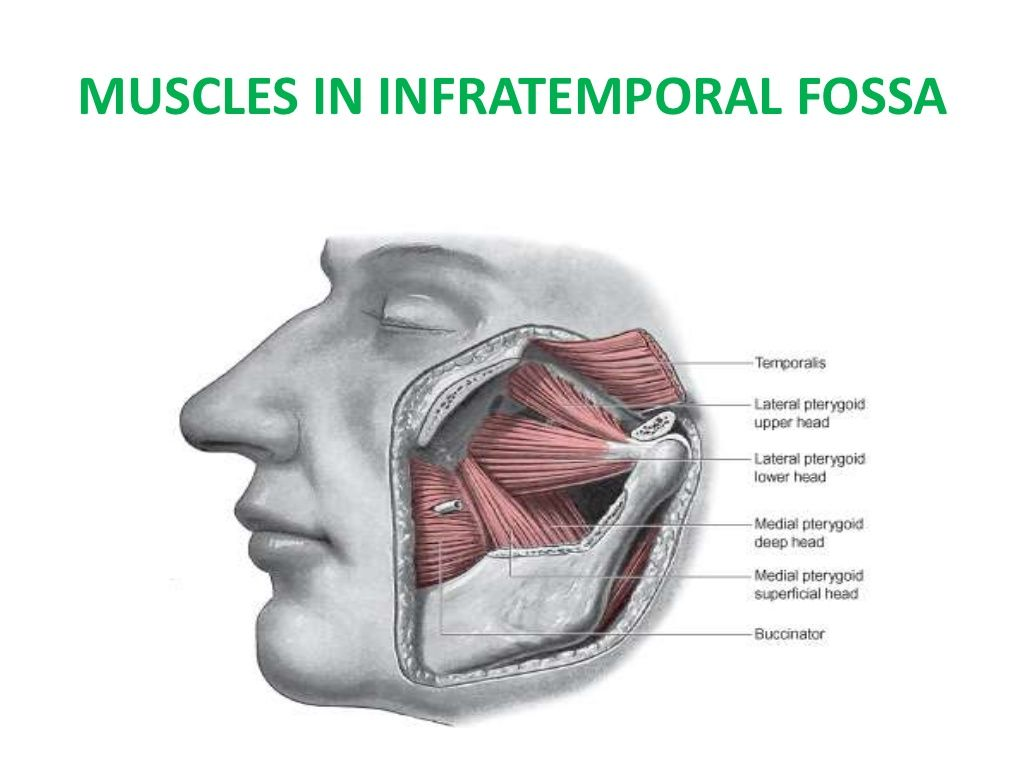 MUSCLES IN INFRATEMPORAL FOSSA
Temporalis
Lateral pterygoid
upper head
Lateral pterygoid
lower head
Medial pterygoid
deep head
Medial pterygoid
superficial head
Buccinator